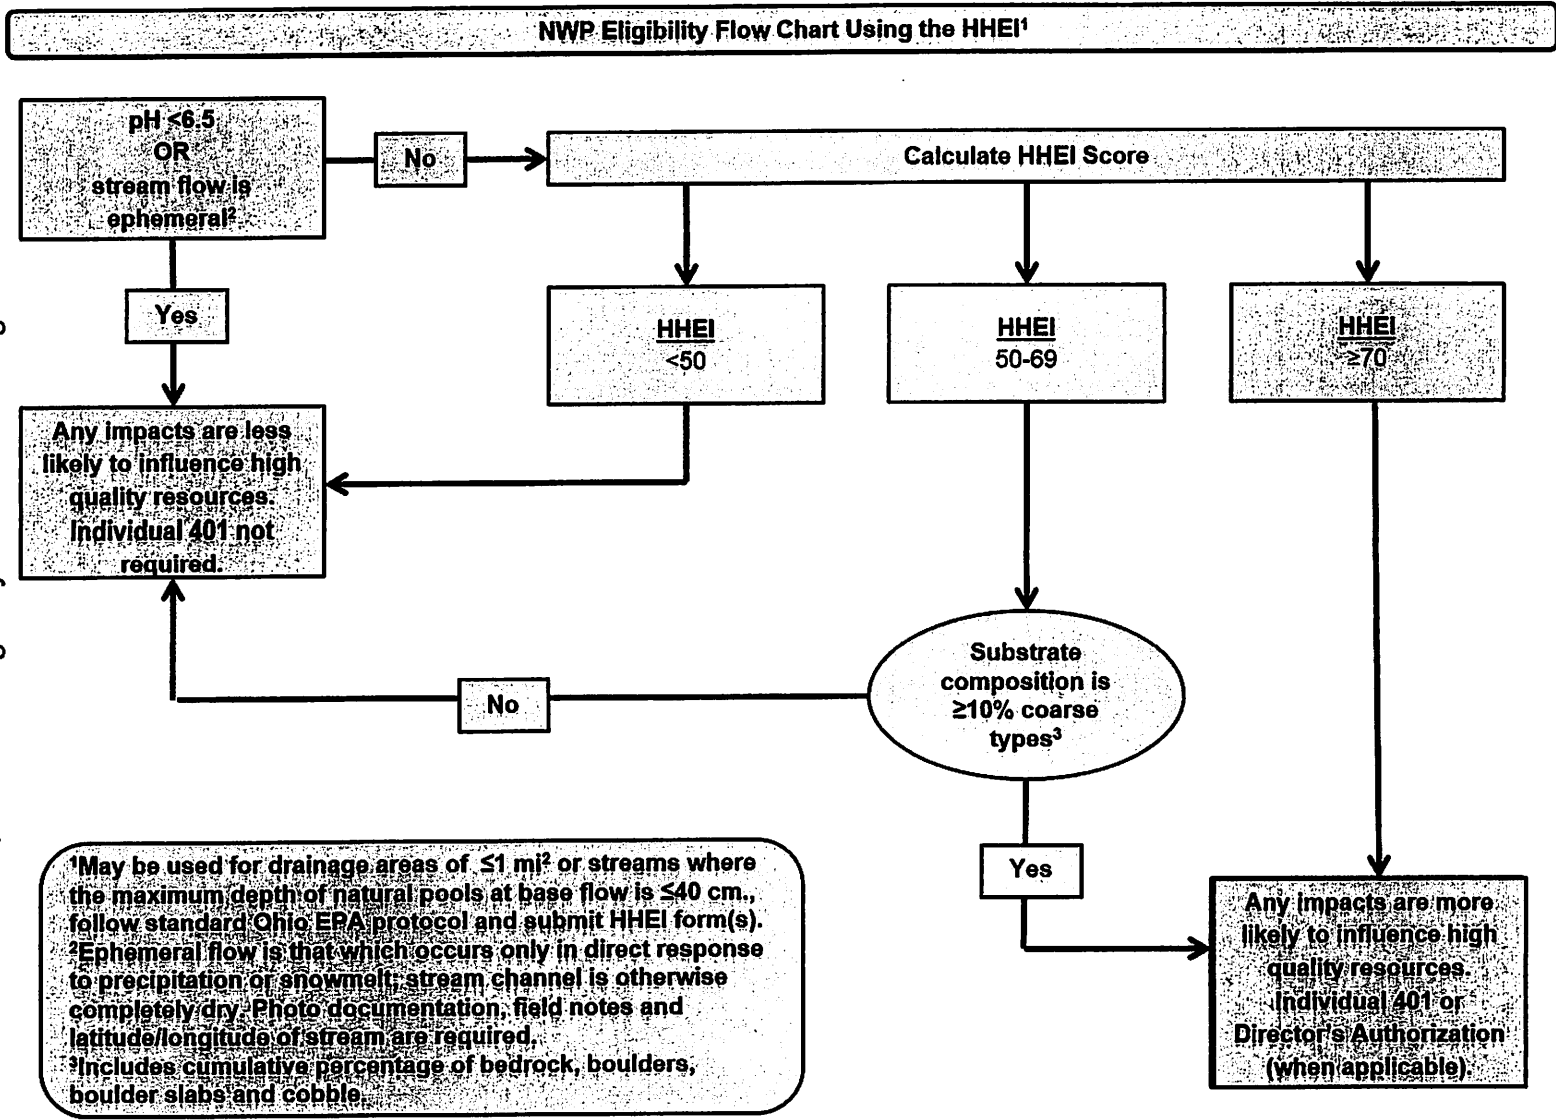 NWP Eligibility Flow Chart Using the HHEI¹
pH <6.5
OR
stream flow is
ephemeral²
No
Calculate HHEI Score
Yes
HHEI
<50
HHEI
50-69
HHEI
≥70
Any impacts are less
likely to influence high
quality resources.
Individual 401 not
required.
Substrate
composition is
≥10% coarse
types³
No
Yes
Any impacts are more
likely to influence high
quality resources.
Individual 401 or
Director's Authorization
(when applicable).
¹May be used for drainage areas of ≤1 mi² or streams where
the maximum depth of natural pools at base flow is ≤40 cm.,
follow standard Ohio EPA protocol and submit HHEI form(s).
²Ephemeral flow is that which occurs only in direct response
to precipitation or snowmelt; stream channel is otherwise
completely dry. Photo documentation, field notes and
latitude/longitude of stream are required.
³Includes cumulative percentage of bedrock, boulders,
boulder slabs and cobble.